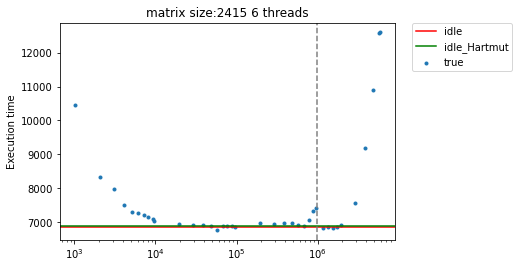 matrix size:2415 6 threads
12000
11000
10000
9000
8000
7000
Execution time
10³
10⁴
10⁵
10⁶
idle
idle_Hartmut
true